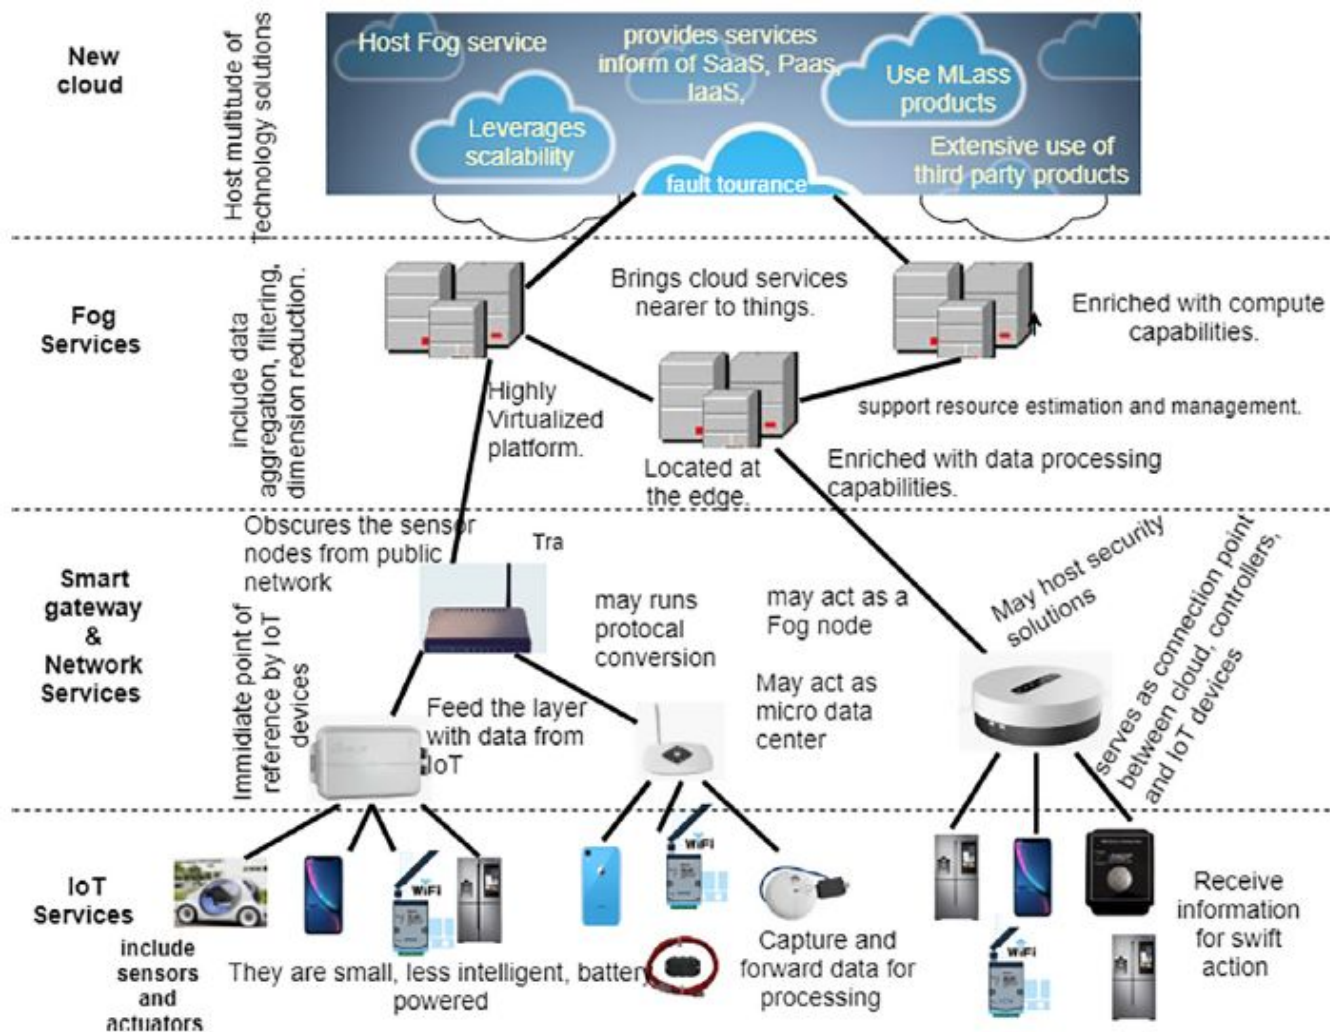 New
cloud
Host multitude of
Technology solutions
Host Fog service
provides services
inform of SaaS, Paas,
IaaS,
Use MLass
products
Leverages
scalability
Extensive use of
third party products
fault tourance
Fog
Services
include data
aggregation, filtering,
dimension reduction.
Brings cloud services
nearer to things.
Enriched with compute
capabilities.
Highly
Virtualized
platform.
support resource estimation and management.
Located at
the edge.
Enriched with data processing
capabilities.
Smart
gateway
&
Network
Services
Obscures the sensor
nodes from public
network
Tra
Immidiate point of
reference by IoT
devices
may runs
protocal
conversion
may act as a
Fog node
May host security
solutions
serves as connection point
between cloud, controllers,
and IoT devices
Feed the layer
with data from
IoT
May act as
micro data
center
IoT
Services
include
sensors
and
actuators
WiFi
WiFi
WiFi
They are small, less intelligent, battery
powered
Capture and
forward data for
processing
Receive
information
for swift
action